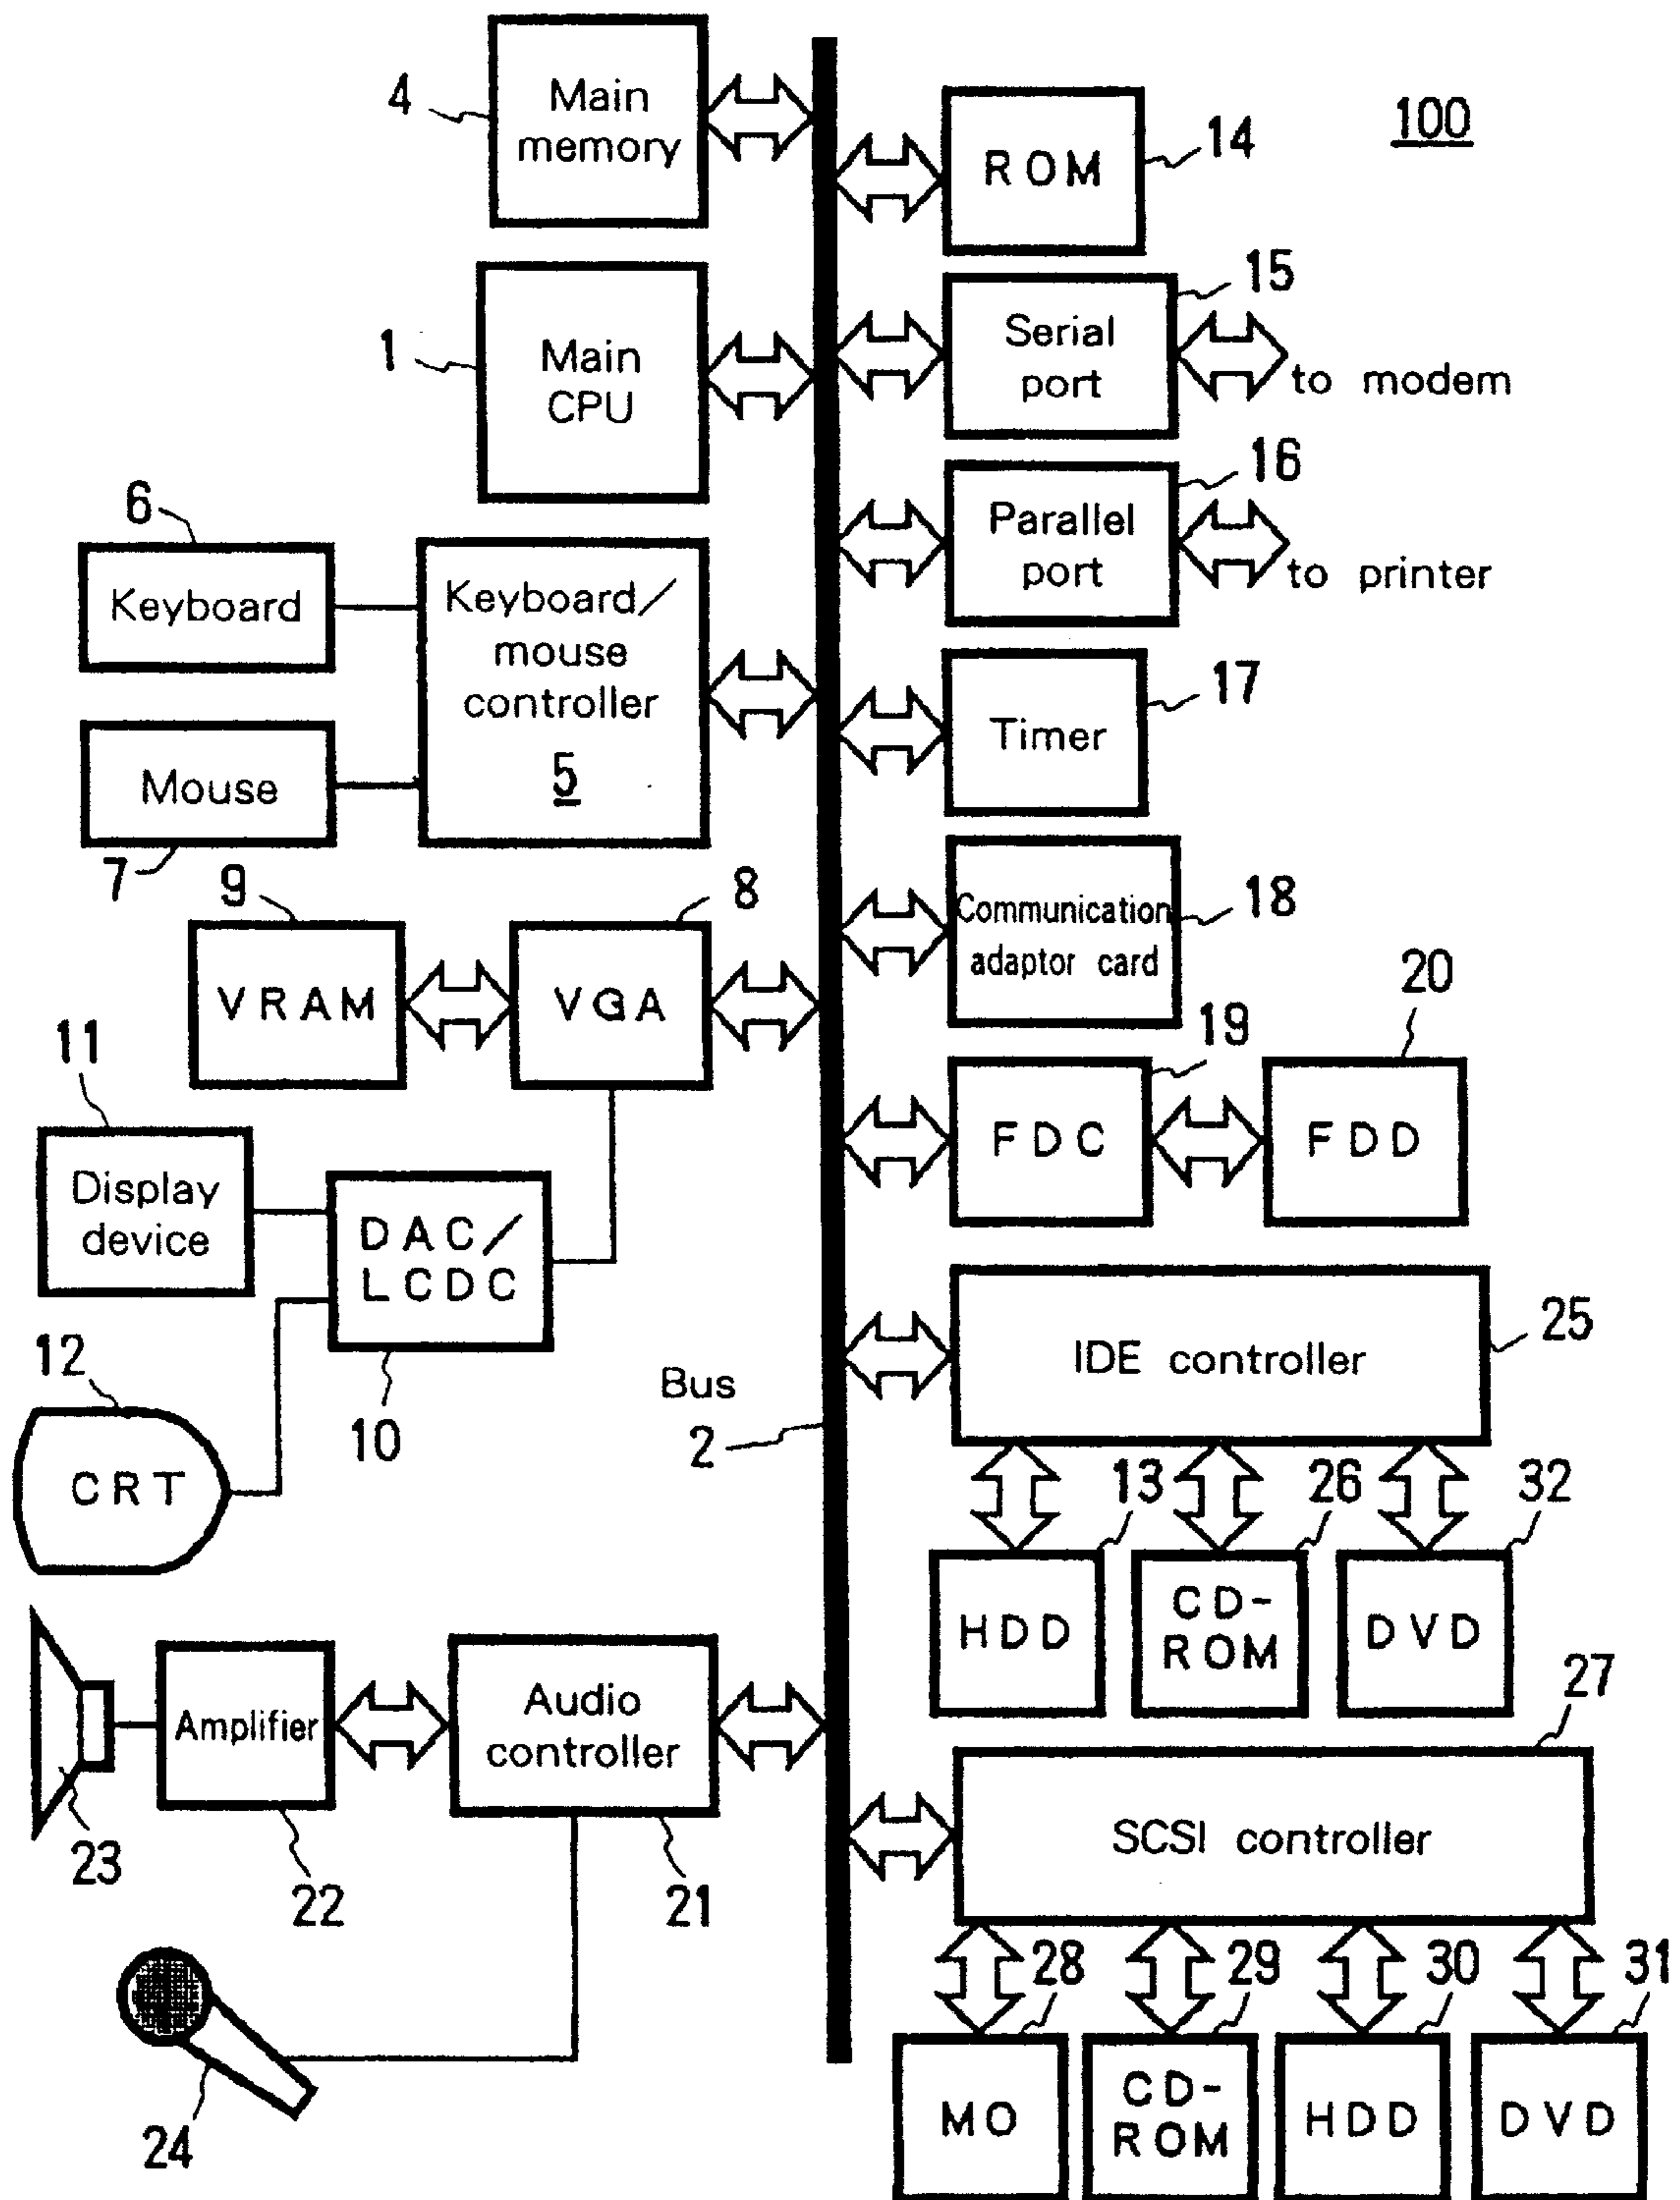 4
Main
memory
100
ROM
14
1
Main
CPU
15
Serial
port
to modem
16
Parallel
port
to printer
6
Keyboard
Keyboard/
mouse
controller
5
Mouse
7
Timer
17
Communication
adaptor card
18
9
VRAM
8
VGA
19
FDC
20
FDD
11
Display
device
DAC/
LCDC
10
12
CRT
Bus
2
IDE controller
25
13
HDD
26
CD-
ROM
32
DVD
23
Amplifier
22
Audio
controller
21
27
SCSI controller
24
28
MO
29
CD-
ROM
30
HDD
31
DVD